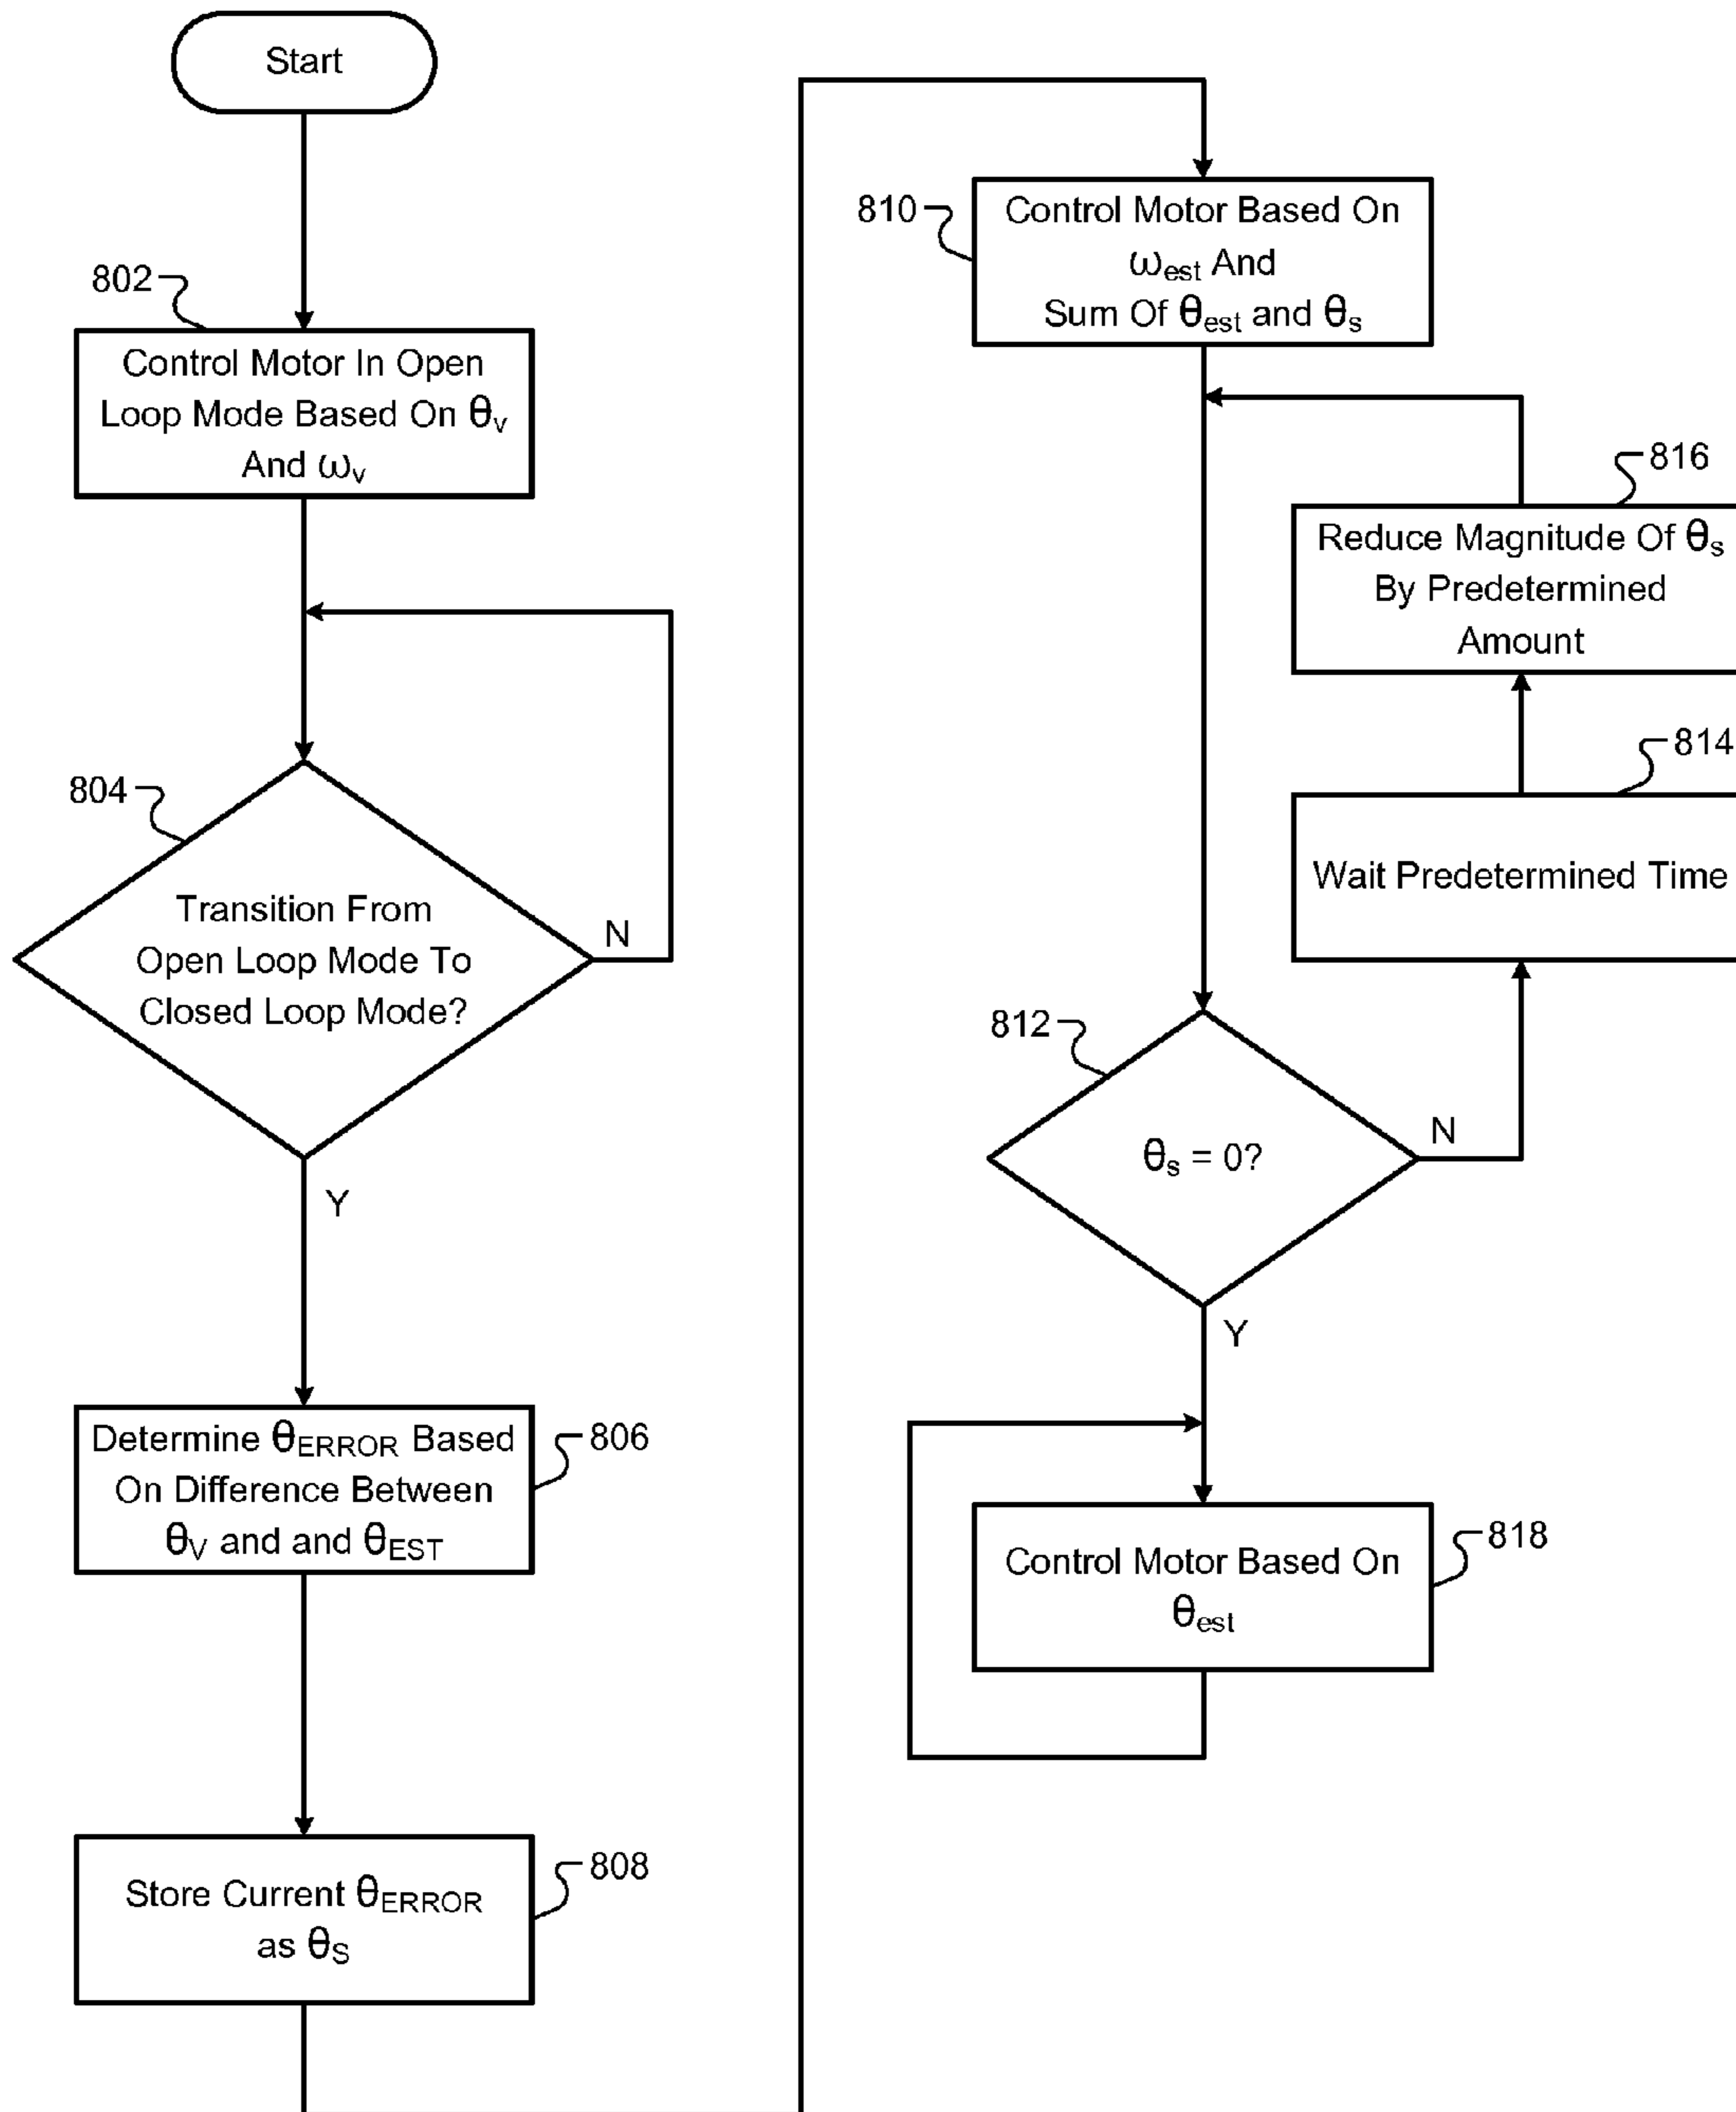 Start
802
Control Motor In Open
Loop Mode Based On θv
And ωv
804
Transition From
Open Loop Mode To
Closed Loop Mode?
N
Y
Determine θERROR Based
On Difference Between
θV and and θEST
806
Store Current θERROR
as θS
808
810
Control Motor Based On
ωest And
Sum Of θest and θs
816
Reduce Magnitude Of θs
By Predetermined
Amount
814
Wait Predetermined Time
812
θs = 0?
N
Y
Control Motor Based On
θest
818